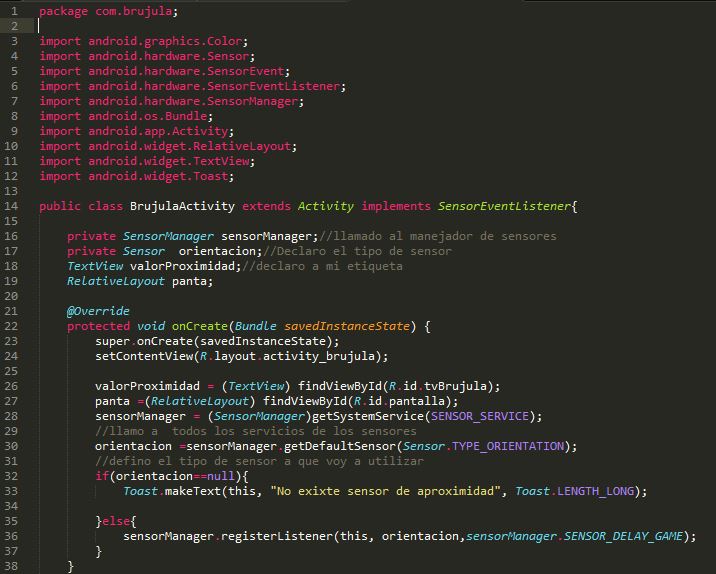 1 package com.brujula;
2
3 import android.graphics.Color;
4 import android.hardware.Sensor;
5 import android.hardware.SensorEvent;
6 import android.hardware.SensorEventListener;
7 import android.hardware.SensorManager;
8 import android.os.Bundle;
9 import android.app.Activity;
10 import android.widget.RelativeLayout;
11 import android.widget.TextView;
12 import android.widget.Toast;
13
14 public class BrujulaActivity extends Activity implements SensorEventListener{
15
16     private SensorManager sensorManager;//llamado al manejador de sensores
17     private Sensor  orientacion;//Declaro el tipo de sensor
18     TextView valorProximidad;//declaro a mi etiqueta
19     RelativeLayout panta;
20
21     @Override
22     protected void onCreate(Bundle savedInstanceState) {
23         super.onCreate(savedInstanceState);
24         setContentView(R.layout.activity_brujula);
25
26         valorProximidad = (TextView) findViewById(R.id.tvBrujula);
27         panta =(RelativeLayout) findViewById(R.id.pantalla);
28         sensorManager = (SensorManager)getSystemService(SENSOR_SERVICE);
29         //llamo a  todos los servicios de los sensores
30         orientacion =sensorManager.getDefaultSensor(Sensor.TYPE_ORIENTATION);
31         //defino el tipo de sensor a que voy a utilizar
32         if(orientacion==null){
33             Toast.makeText(this, "No exixte sensor de aproximidad", Toast.LENGTH_LONG);
34
35         }else{
36             sensorManager.registerListener(this, orientacion,sensorManager.SENSOR_DELAY_GAME);
37         }
38     }